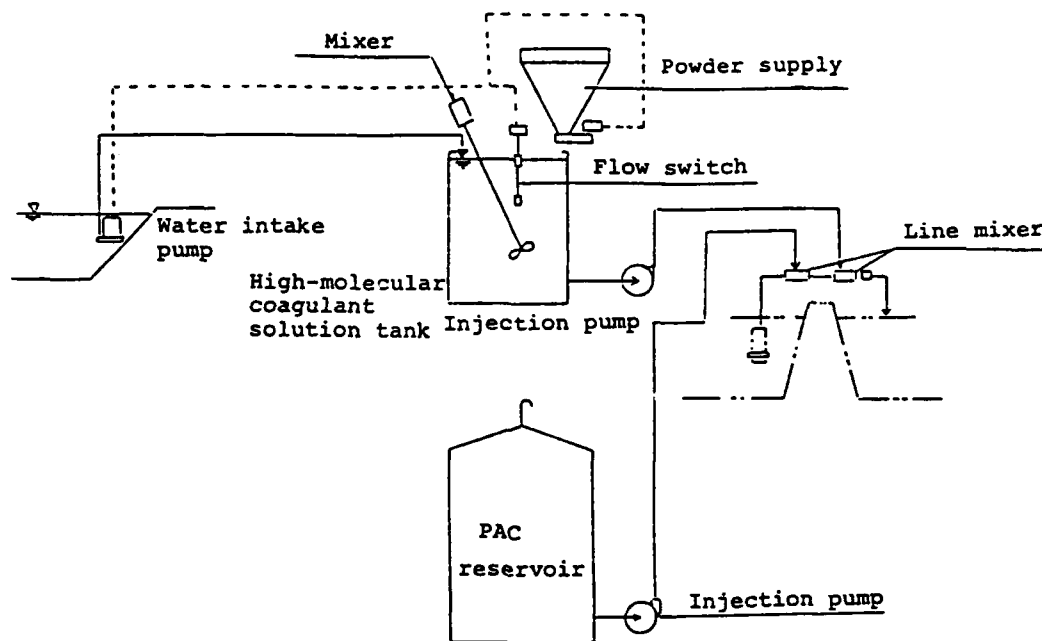 Mixer
Powder supply
Flow switch
Water intake
pump
Line mixer
High-molecular
coagulant
solution tank
Injection pump
PAC
reservoir
Injection pump